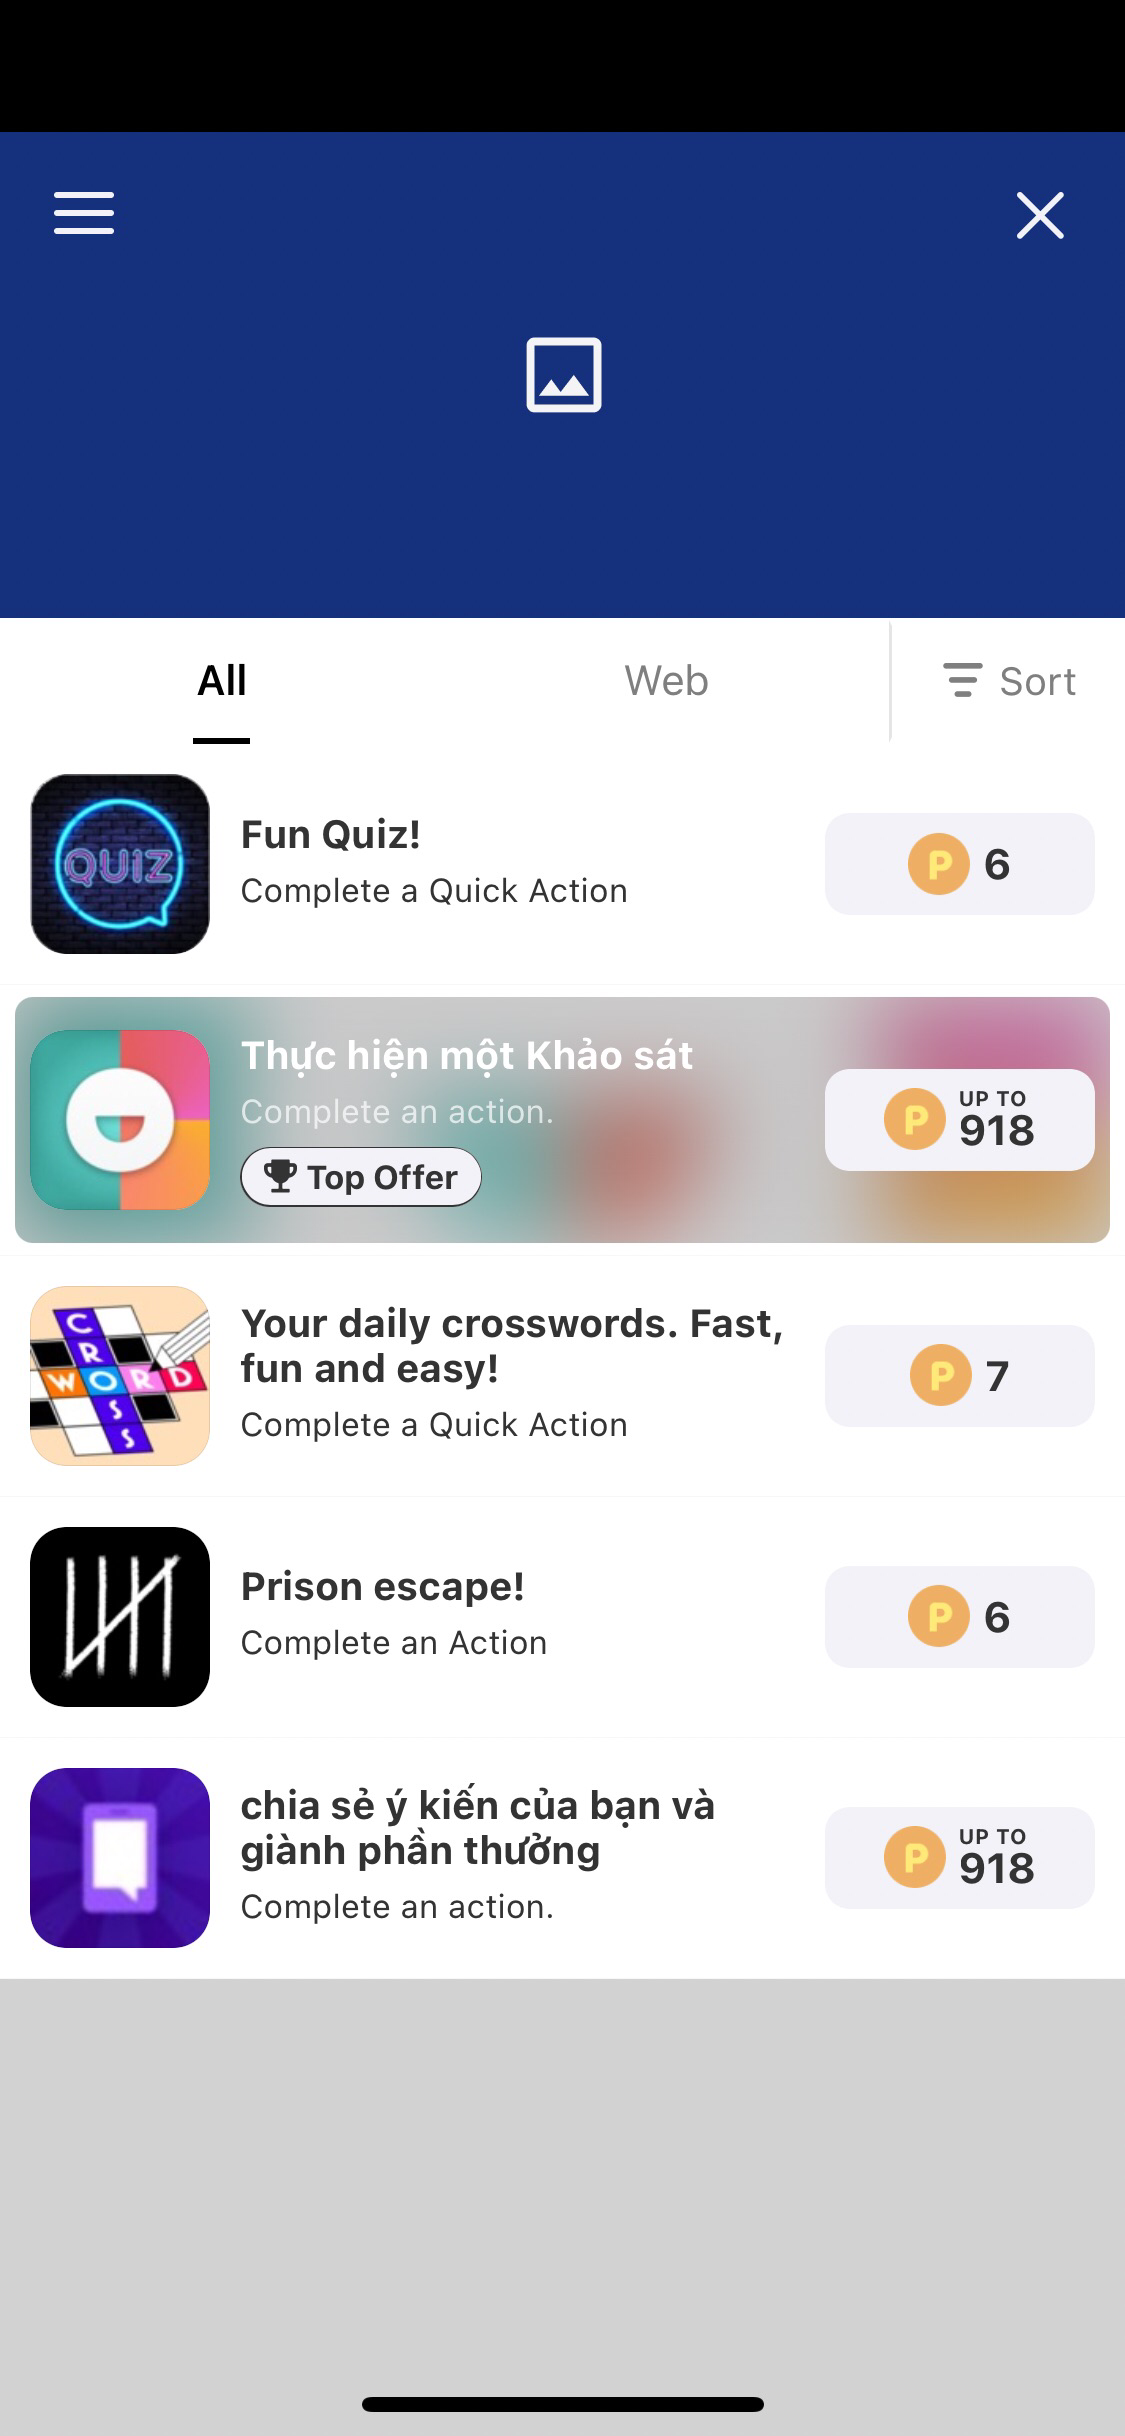 All
Web
Sort
QUIZ
Fun Quiz!
Complete a Quick Action
P 6
Thực hiện một Khảo sát
Complete an action.
Top Offer
P UP TO
918
CROSS
WORD
Your daily crosswords. Fast,
fun and easy!
Complete a Quick Action
P 7
Prison escape!
Complete an Action
P 6
chia sẻ ý kiến của bạn và
giành phần thưởng
Complete an action.
P UP TO
918